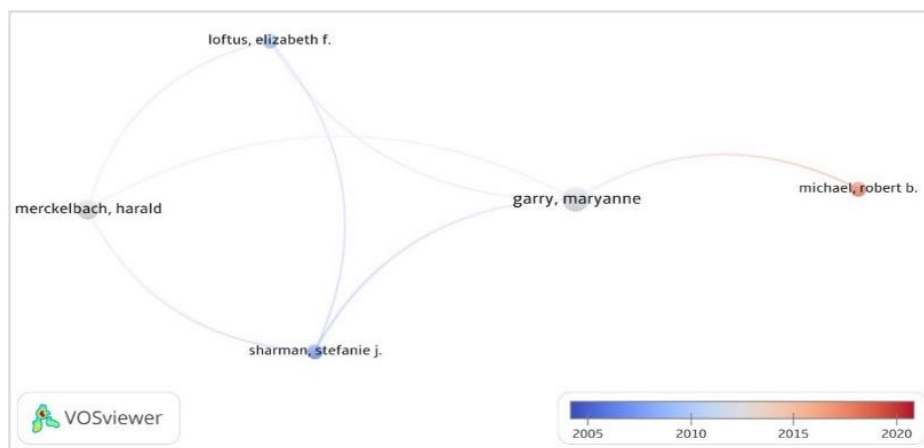 loftus, elizabeth f.
merckelbach, harald
garry, maryanne
michael, robert b.
sharman, stefanie j.
VOSviewer
2005 2010 2015 2020